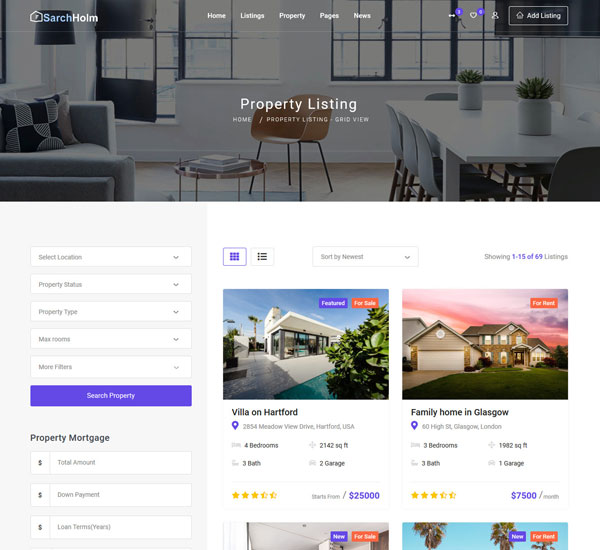 SarchHolm
Home
Listings
Property
Pages
News
3
0
Add Listing
Property Listing
HOME / PROPERTY LISTING - GRID VIEW
Select Location
Property Status
Property Type
Max rooms
More Filters
Search Property
Property Mortgage
$ Total Amount
$ Down Payment
$ Loan Terms(Years)
Sort by Newest
Showing 1-15 of 69 Listings
Featured
For Sale
Villa on Hartford
2854 Meadow View Drive, Hartford, USA
4 Bedrooms
2142 sq ft
3 Bath
2 Garage
Starts From / $25000
For Rent
Family home in Glasgow
60 High St, Glasgow, London
3 Bedrooms
1982 sq ft
3 Bath
1 Garage
$7500 / month
New
For Sale
New
For Rent